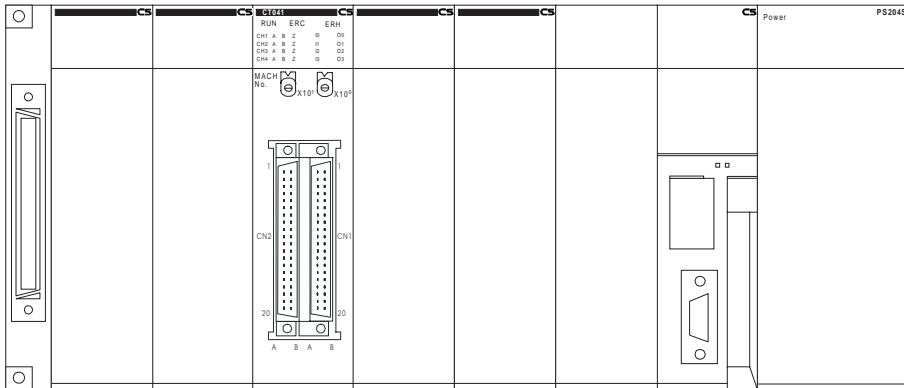 CS
CS
CT041 CS
CS
CS
CS
Power PS204S
RUN ERC ERH
CH1 A B Z I0 O0
CH2 A B Z I1 O1
CH3 A B Z I2 O2
CH4 A B Z I3 O3
MACH
No.
X10¹ X10⁰
1 1
CN2 CN1
20 20
A B A B